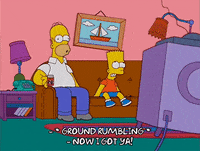 * GROUND RUMBLING *
- NOW I GOT YA!